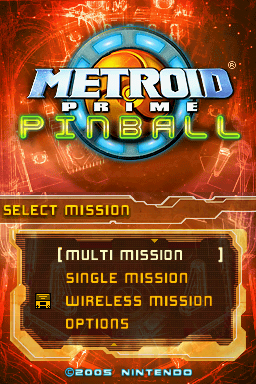 METROID®
PRIME
PINBALL
SELECT MISSION
[MULTI MISSION]
SINGLE MISSION
WIRELESS MISSION
OPTIONS
©2005 NINTENDO